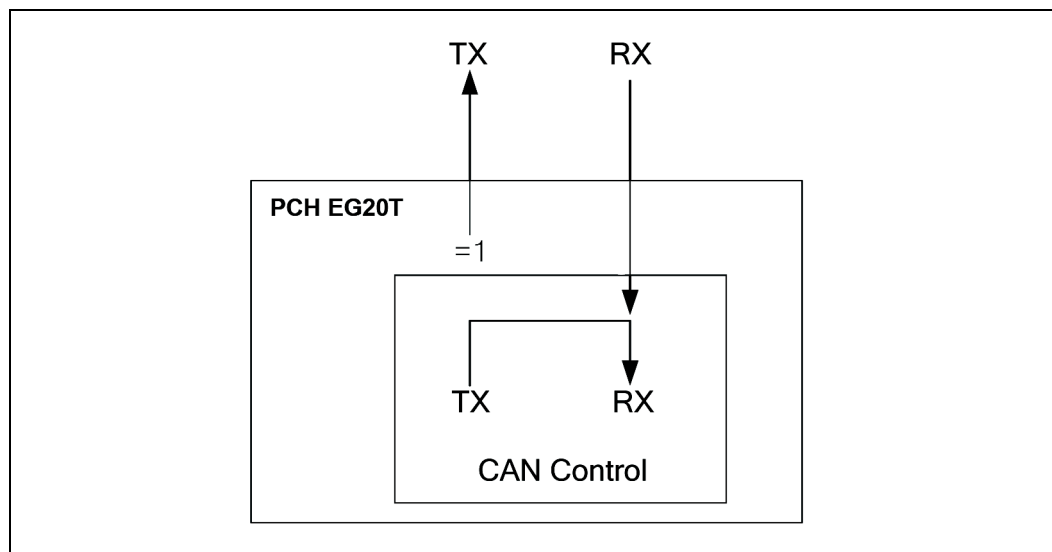 TX RX
PCH EG20T
=1
TX RX
CAN Control